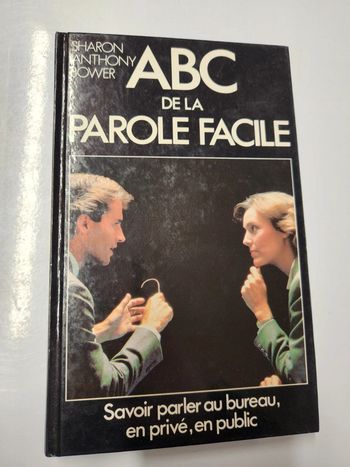 SHARON
ANTHONY
BOWER
ABC
DE LA
PAROLE FACILE
Savoir parler au bureau,
en privé, en public